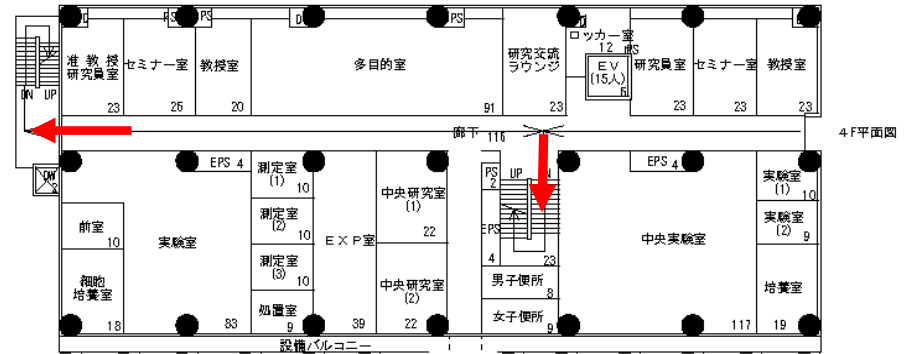 D
PS
PS
D
PS
D
D
准教授
研究員室
23
セミナー室
26
教授室
20
多目的室
91
研究交流
ラウンジ
23
ロッカー室
12
PS
EV
(15人)
6
研究員室
23
セミナー室
23
教授室
23
DN UP
廊下 116
4F平面図
DW
2
EPS 4
前室
10
細胞
培養室
18
実験室
83
測定室
(1)
10
測定室
(2)
10
測定室
(3)
10
処置室
9
EXP室
39
中央研究室
(1)
22
中央研究室
(2)
22
PS
2
UP
DN
EPS
4
23
男子便所
8
女子便所
9
EPS 4
中央実験室
117
実験室
(1)
10
実験室
(2)
9
培養室
19
設備バルコニー